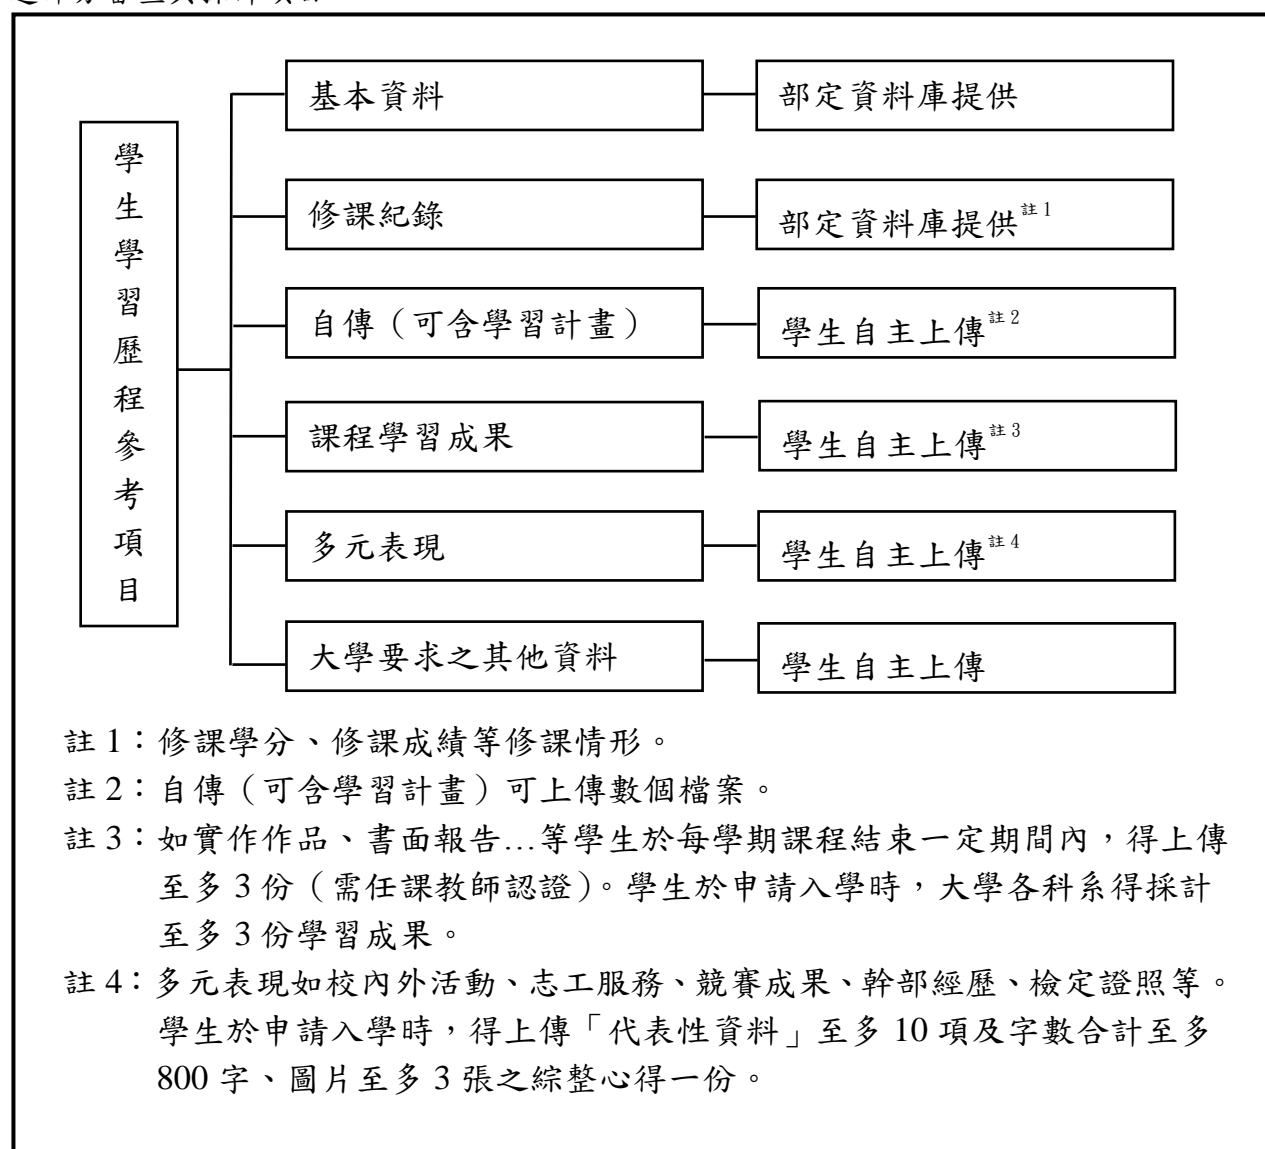 學生學習歷程參考項目
基本資料
部定資料庫提供
修課紀錄
部定資料庫提供註1
自傳（可含學習計畫）
學生自主上傳註2
課程學習成果
學生自主上傳註3
多元表現
學生自主上傳註4
大學要求之其他資料
學生自主上傳
註 1：修課學分、修課成績等修課情形。
註 2：自傳（可含學習計畫）可上傳數個檔案。
註 3：如實作作品、書面報告…等學生於每學期課程結束一定期間內，得上傳
至多 3 份（需任課教師認證）。學生於申請入學時，大學各科系得採計
至多 3 份學習成果。
註 4：多元表現如校內外活動、志工服務、競賽成果、幹部經歷、檢定證照等。
學生於申請入學時，得上傳「代表性資料」至多 10 項及字數合計至多
800 字、圖片至多 3 張之綜整心得一份。